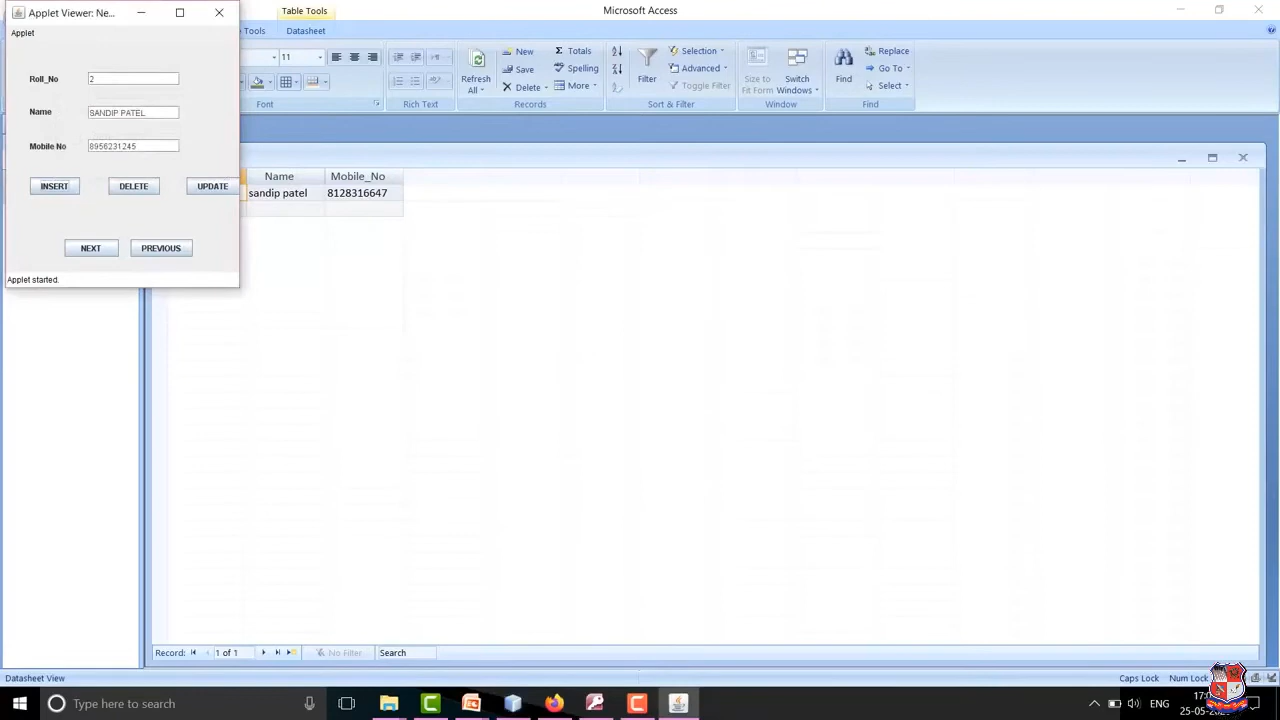 Applet Viewer: Ne...
Table Tools
Microsoft Access
Applet
Tools
Datasheet
11
Refresh
All
New
Save
Delete
Totals
Spelling
More
Filter
Selection
Advanced
Toggle Filter
Size to
Fit Form
Switch
Windows
Find
Replace
Go To
Select
Font
Rich Text
Records
Sort & Filter
Window
Find
Roll_No 2
Name SANDIP PATEL
Mobile No 8956231245
INSERT DELETE UPDATE
NEXT PREVIOUS
Applet started.
Name Mobile_No
sandip patel 8128316647
Record: 1 of 1 No Filter Search
Datasheet View
Caps Lock Num Lock
Type here to search
ENG
25-05-2